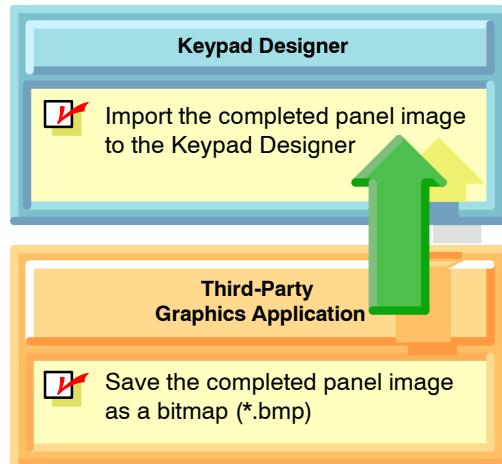 Keypad Designer
Import the completed panel image
to the Keypad Designer
Third-Party
Graphics Application
Save the completed panel image
as a bitmap (*.bmp)